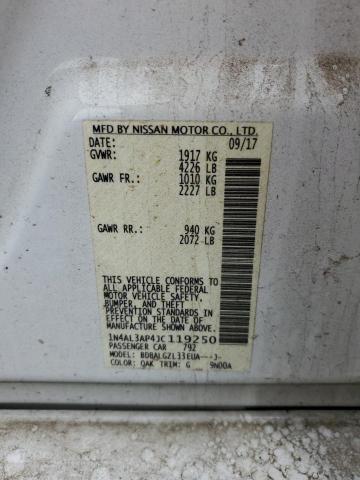 MFD BY NISSAN MOTOR CO., LTD.
DATE: 09/17
GVWR: 1917 KG
4226 LB
GAWR FR.: 1010 KG
2227 LB
GAWR RR.: 940 KG
2072 LB
THIS VEHICLE CONFORMS TO
ALL APPLICABLE FEDERAL
MOTOR VEHICLE SAFETY,
BUMPER, AND THEFT
PREVENTION STANDARDS IN
EFFECT ON THE DATE OF
MANUFACTURE SHOWN ABOVE.
1N4AL3AP4JC119250
PASSENGER CAR 792
MODEL: BDBALGZL33EUA---J-
COLOR: QAK TRIM: G 9N00A